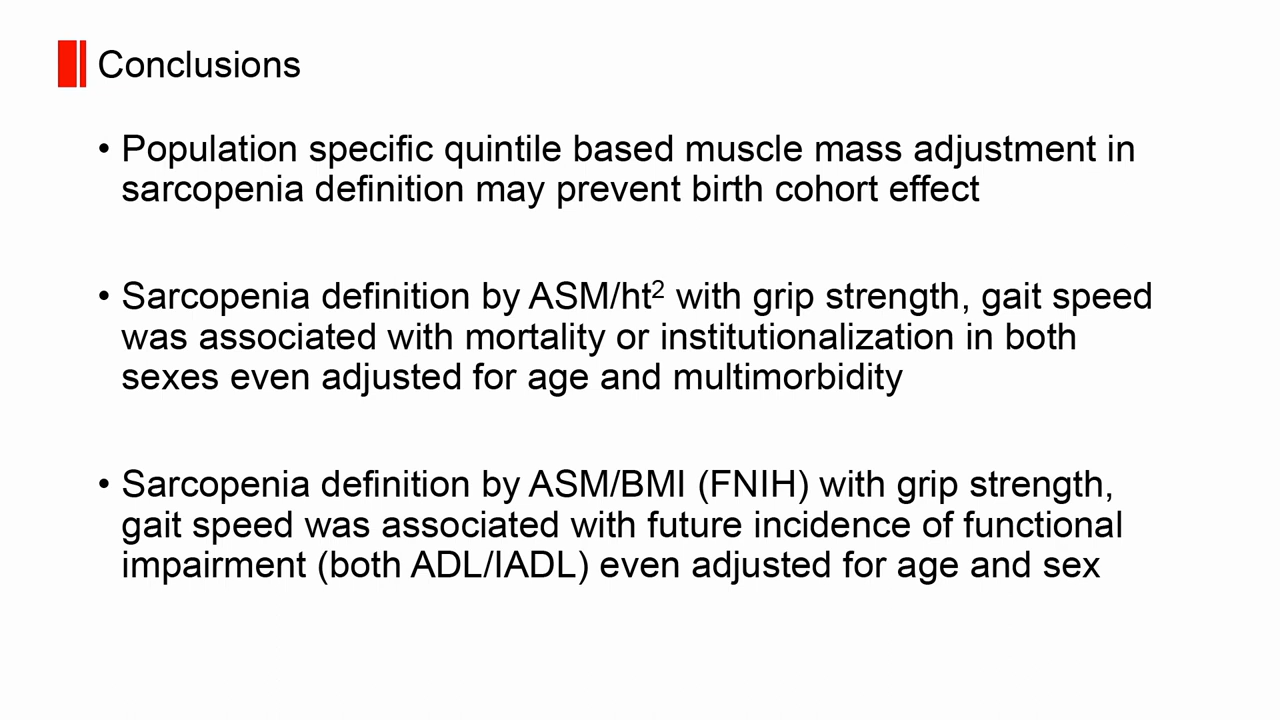 Conclusions
• Population specific quintile based muscle mass adjustment in
sarcopenia definition may prevent birth cohort effect
• Sarcopenia definition by ASM/ht² with grip strength, gait speed
was associated with mortality or institutionalization in both
sexes even adjusted for age and multimorbidity
• Sarcopenia definition by ASM/BMI (FNIH) with grip strength,
gait speed was associated with future incidence of functional
impairment (both ADL/IADL) even adjusted for age and sex